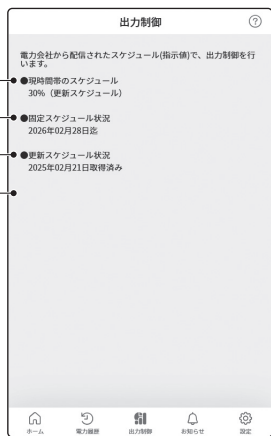 出力制御
?
電力会社から配信されたスケジュール(指示値)で、出力制御を行
います。
●現時間帯のスケジュール
30%（更新スケジュール）
●固定スケジュール状況
2026年02月28日迄
●更新スケジュール状況
2025年02月21日取得済み
ホーム
電力履歴
出力制御
お知らせ
設定